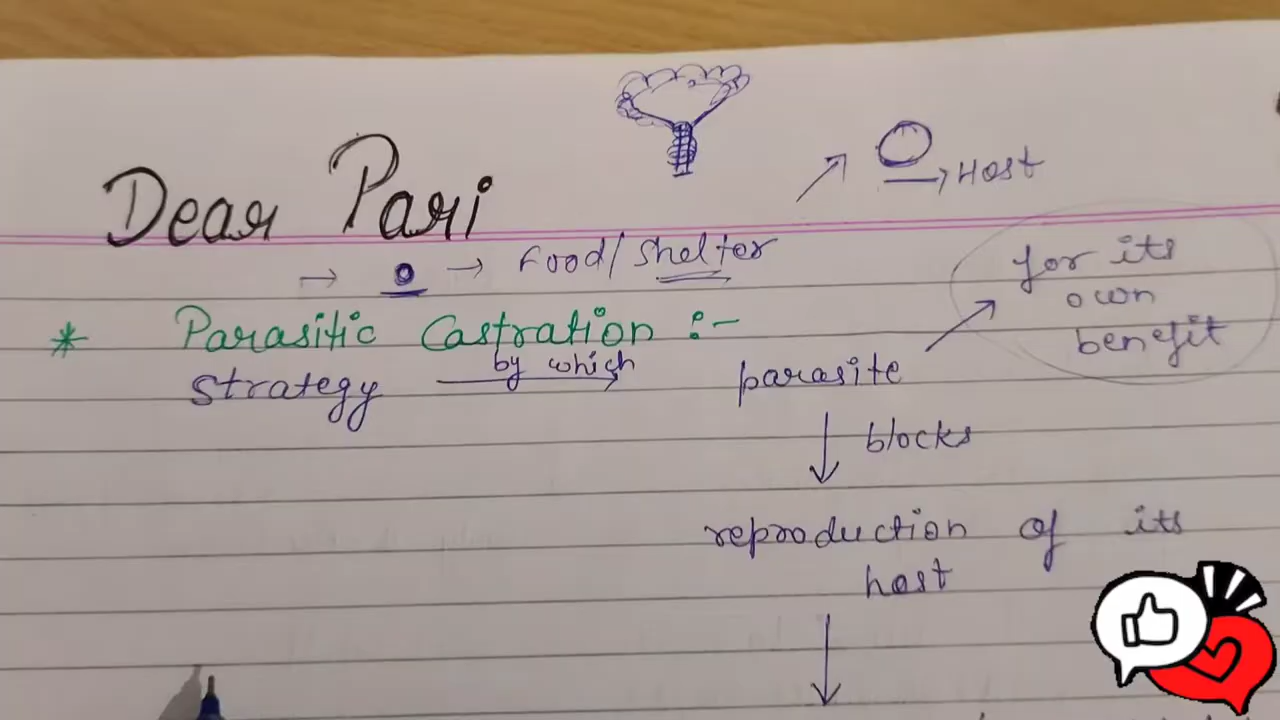 → Host
Dear Pari
→ → Food/Shelter
for its
own
benefit
* Parasitic Castration :-
strategy by which parasite
blocks
reproduction of its
host